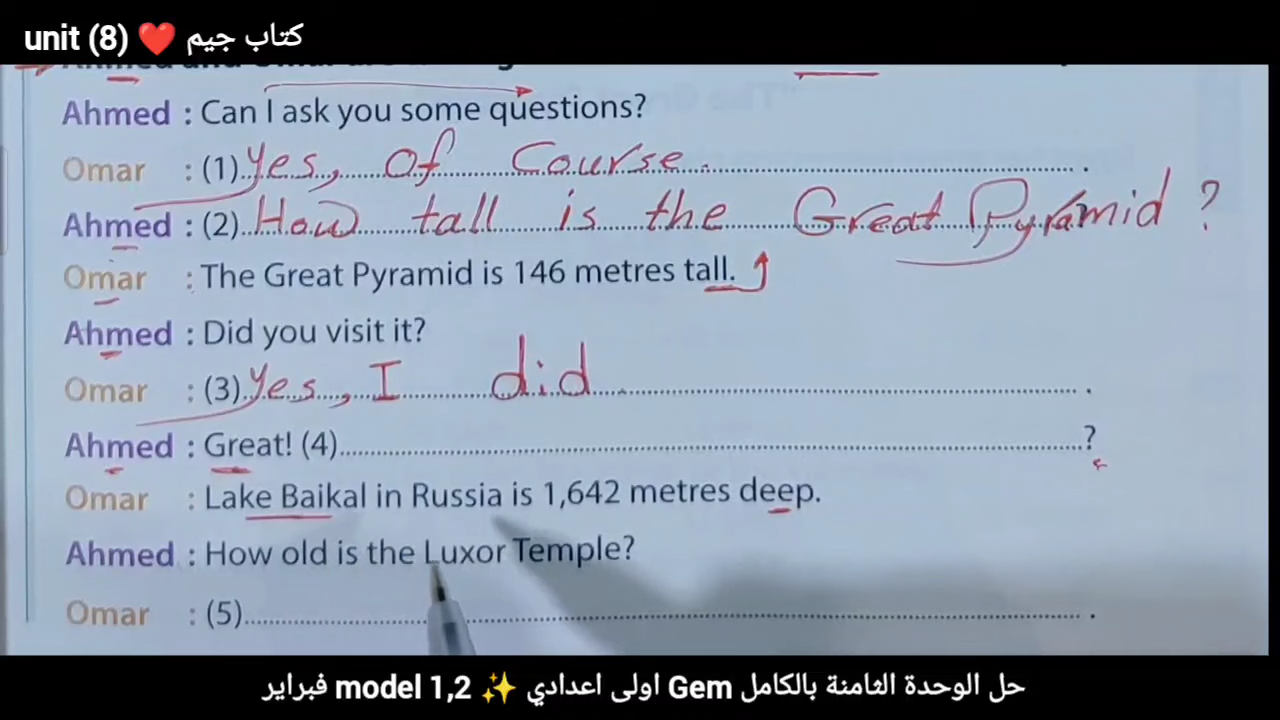 unit (8) ❤️ كتاب جيم
Ahmed and Omar
Ahmed : Can I ask you some questions?
Omar : (1) Yes, Of Course.
Ahmed : (2) How tall is the Great Pyramid ?
Omar : The Great Pyramid is 146 metres tall.
Ahmed : Did you visit it?
Omar : (3) Yes, I did .
Ahmed : Great! (4)........?
Omar : Lake Baikal in Russia is 1,642 metres deep.
Ahmed : How old is the Luxor Temple?
Omar : (5)........ .
حل الوحدة الثامنة بالكامل Gem اولى اعدادي ✨ model 1,2 فبراير